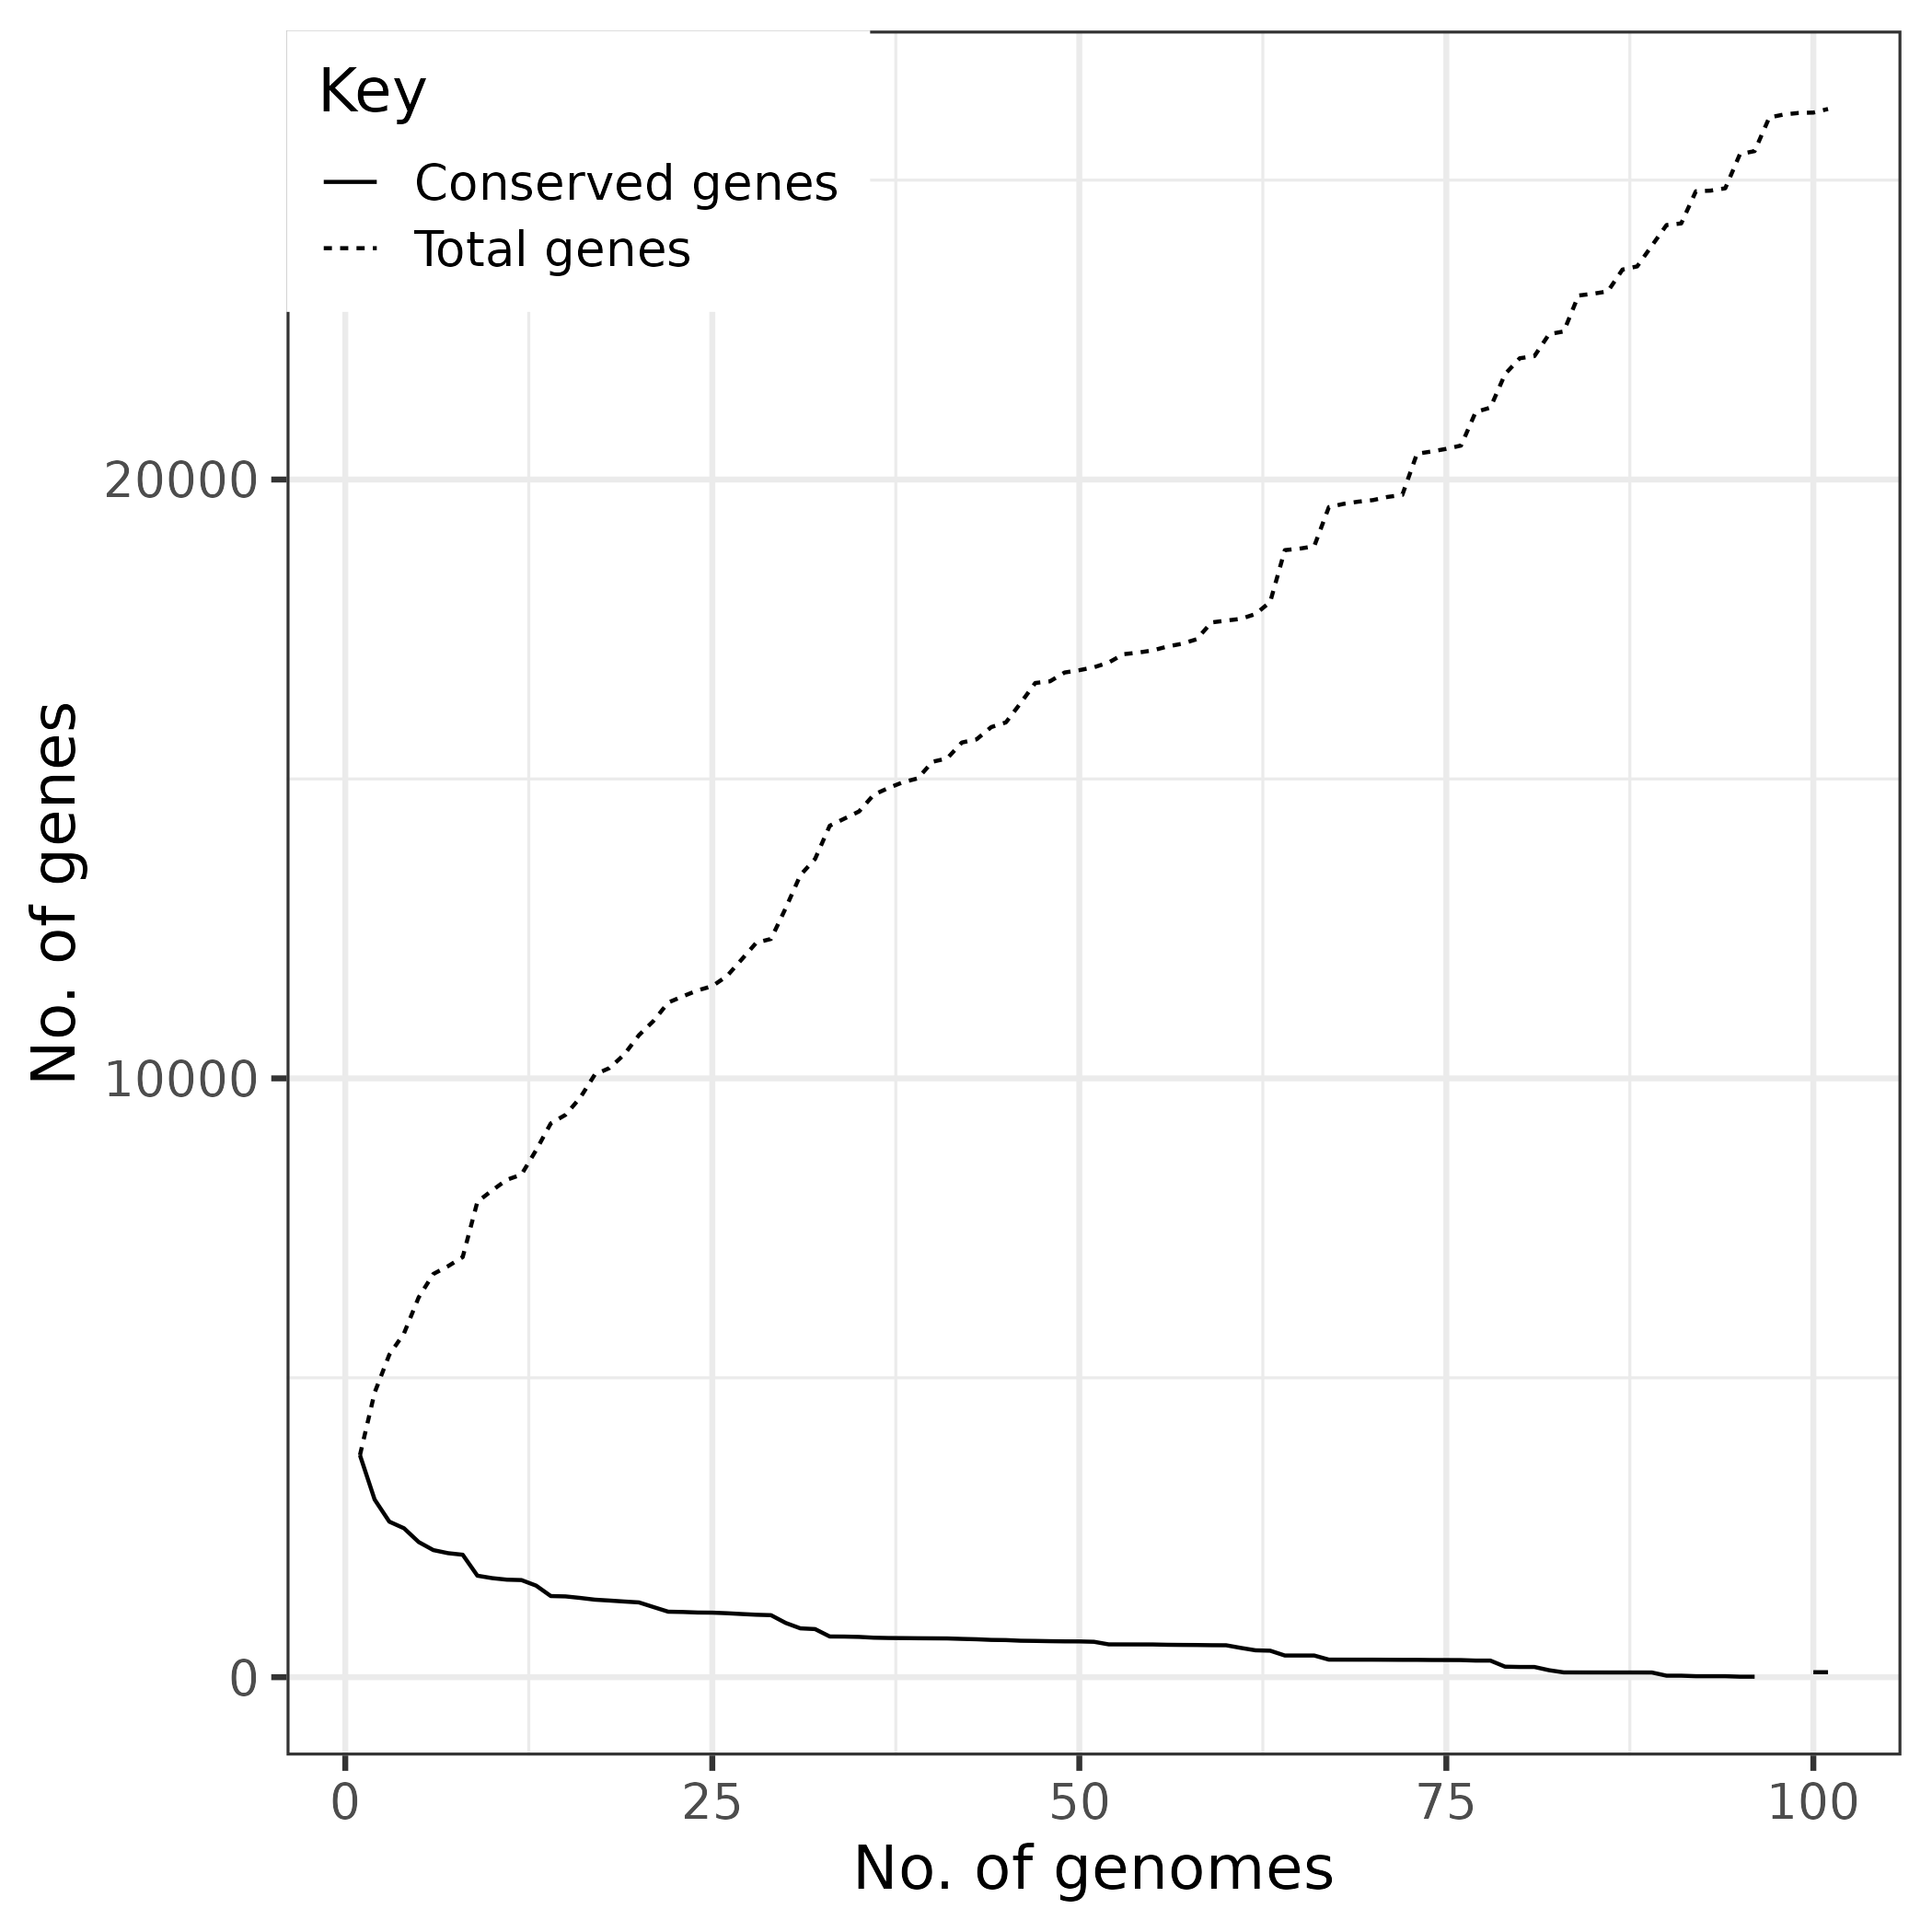 Key
Conserved genes
Total genes
No. of genes
20000
10000
0
0 25 50 75 100
No. of genomes